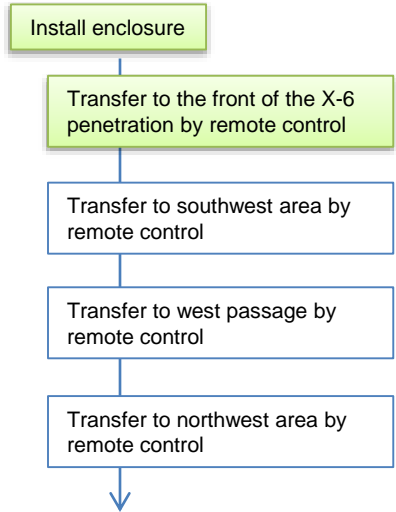 Install enclosure
Transfer to the front of the X-6
penetration by remote control
Transfer to southwest area by
remote control
Transfer to west passage by
remote control
Transfer to northwest area by
remote control